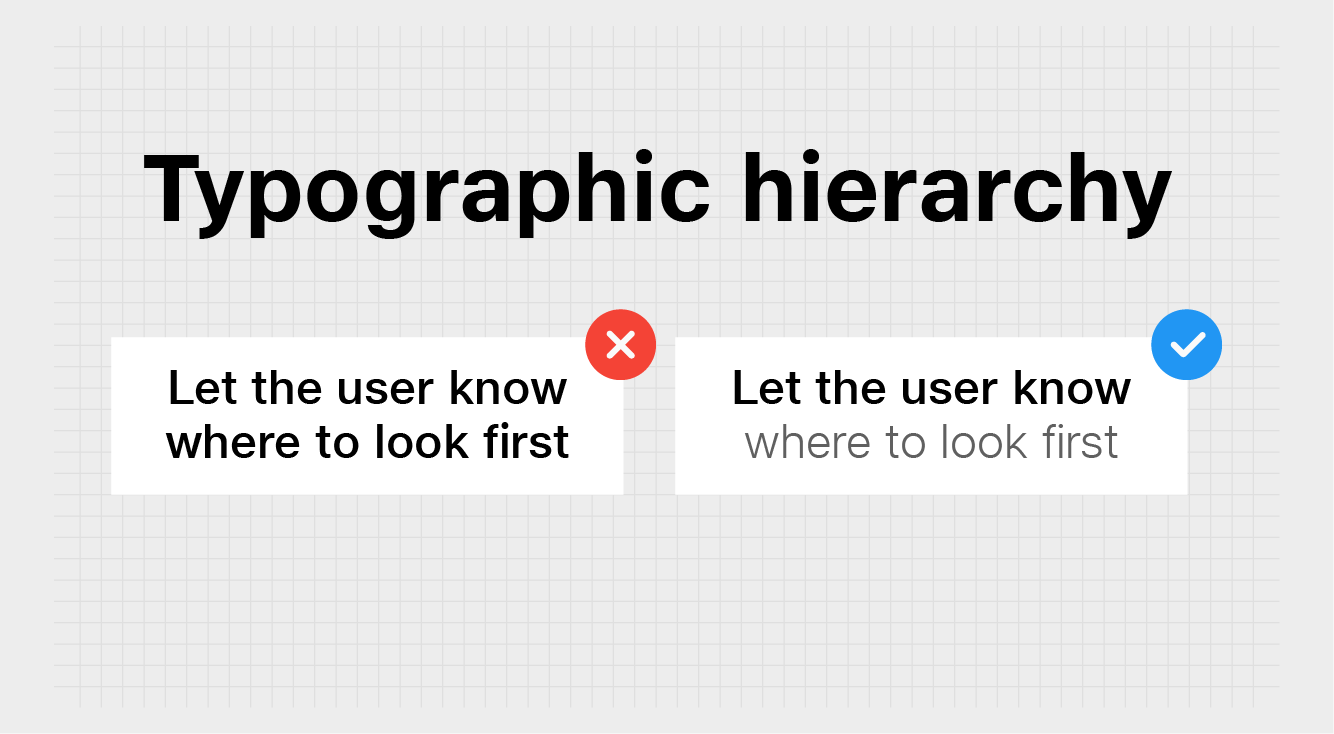 Typographic hierarchy
Let the user know
where to look first
Let the user know
where to look first